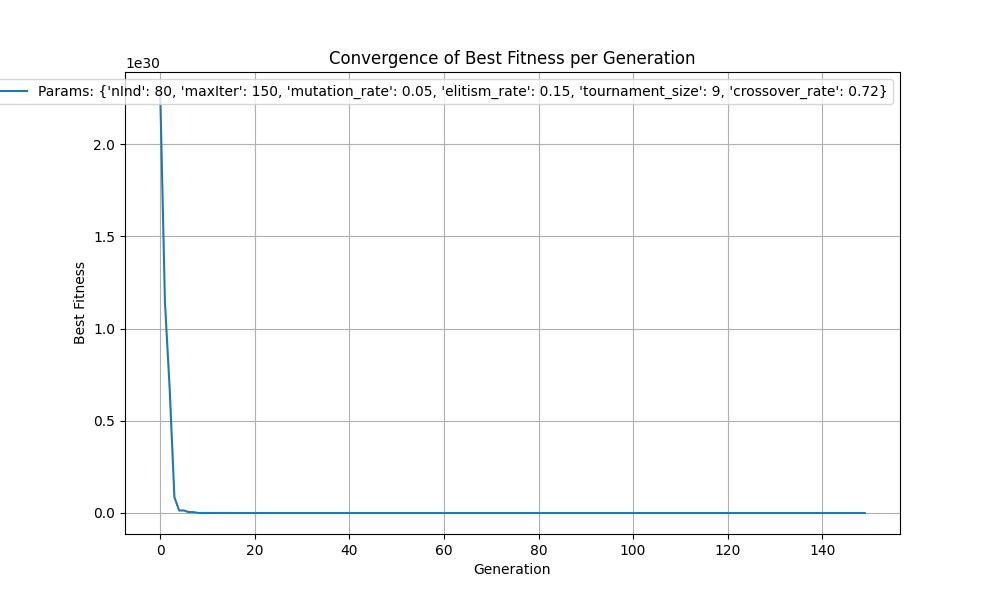 Convergence of Best Fitness per Generation
1e30
Params: {'nInd': 80, 'maxIter': 150, 'mutation_rate': 0.05, 'elitism_rate': 0.15, 'tournament_size': 9, 'crossover_rate': 0.72}
2.0
1.5
1.0
0.5
0.0
Best Fitness
0 20 40 60 80 100 120 140
Generation